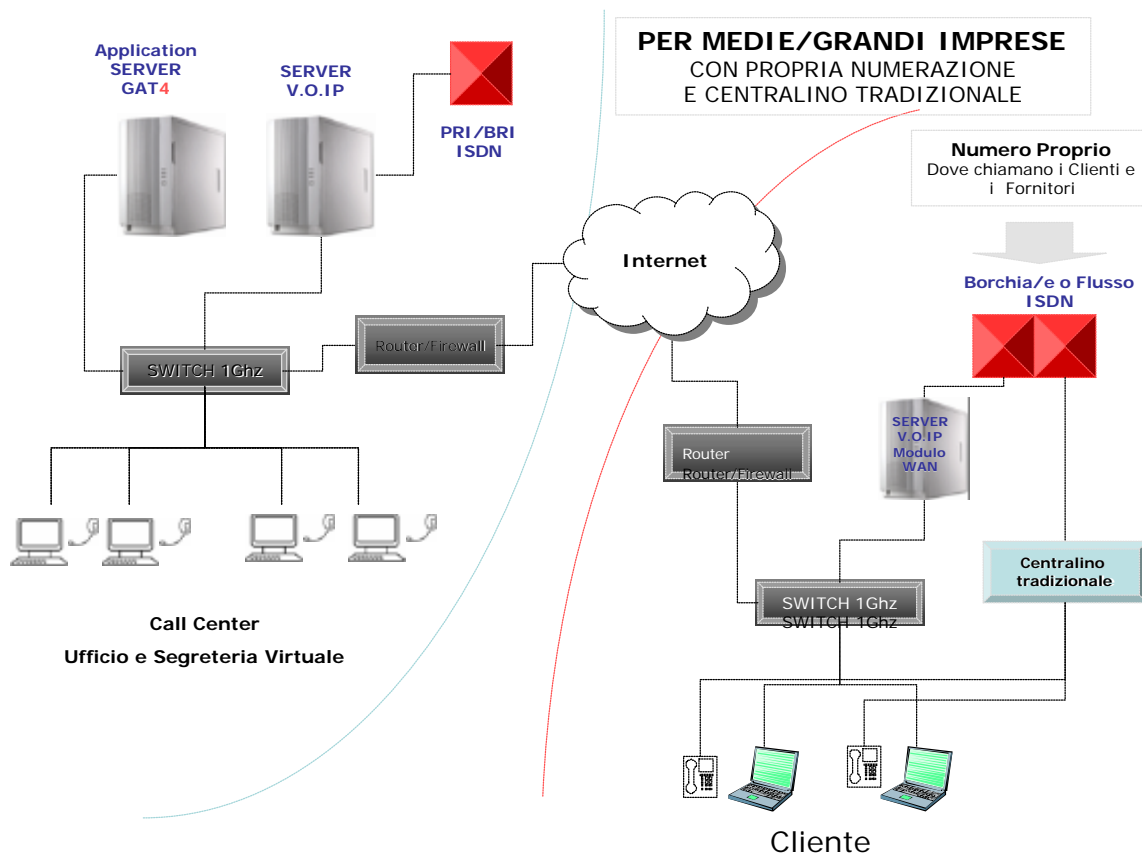 Application
SERVER
GAT4
SERVER
V.O.IP
PRI/BRI
ISDN
PER MEDIE/GRANDI IMPRESE
CON PROPRIA NUMERAZIONE
E CENTRALINO TRADIZIONALE
Numero Proprio
Dove chiamano i Clienti e
i Fornitori
Internet
Borchia/e o Flusso
ISDN
Router/Firewall
SWITCH 1Ghz
SERVER
V.O.IP
Modulo
WAN
Router
Router/Firewall
Centralino
tradizionale
SWITCH 1Ghz
SWITCH 1Ghz
Call Center
Ufficio e Segreteria Virtuale
Cliente